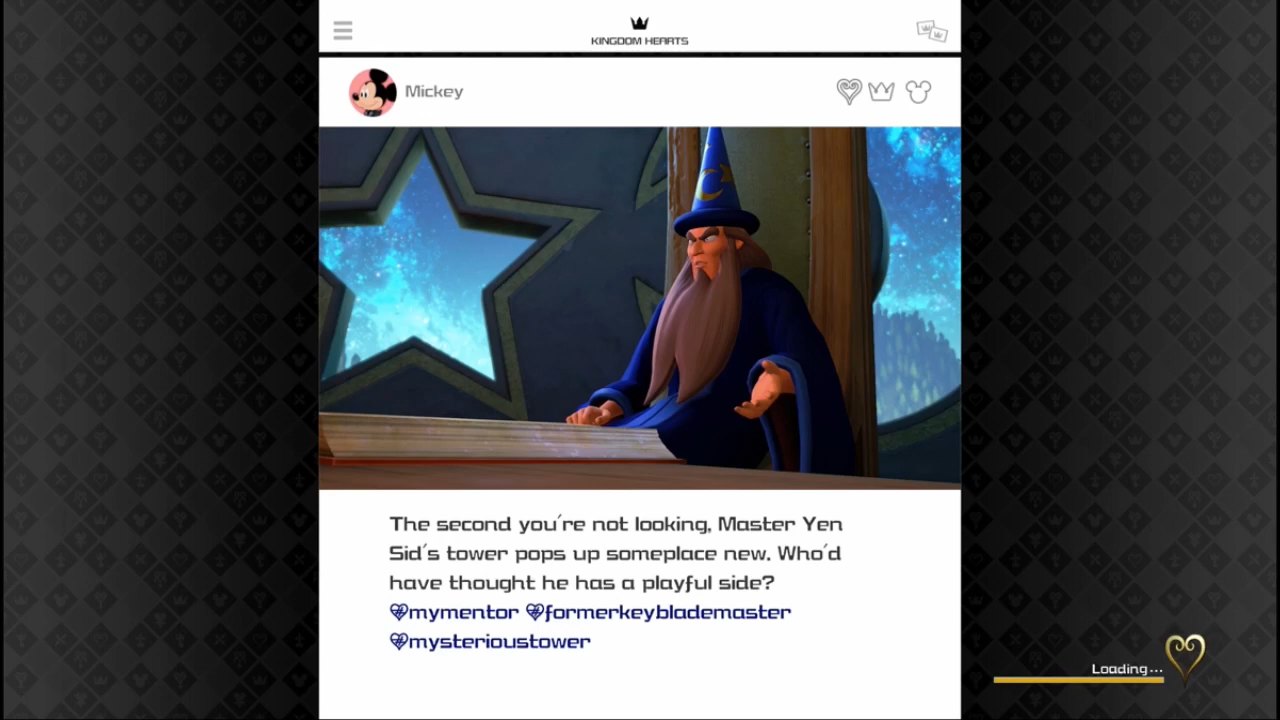 KINGDOM HEARTS
Mickey
The second you're not looking, Master Yen
Sid's tower pops up someplace new. Who'd
have thought he has a playful side?
#mymentor #formerkeyblademaster
#mysterioustower
Loading...